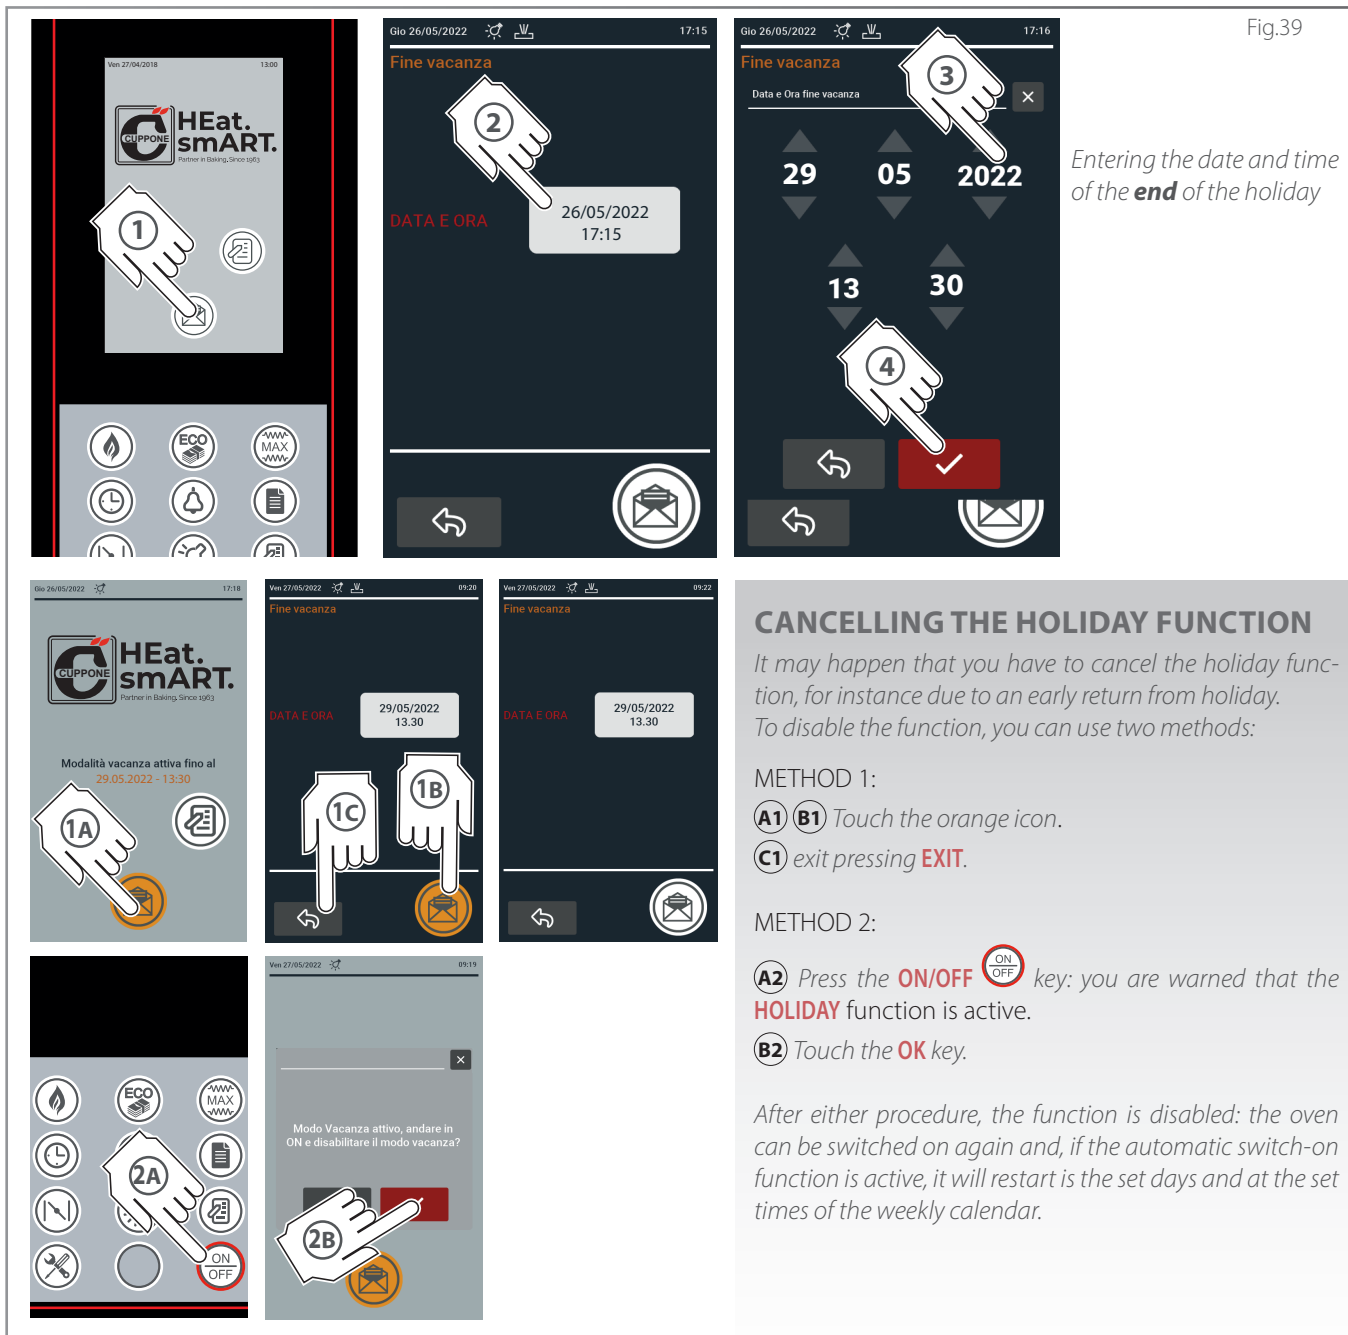 Fig.39
Ven 27/04/2018 13:00
CUPPONE
HEat.
smART.
Partner in Baking, Since 1963
1
ECO
MAX
Gio 26/05/2022 17:15
Fine vacanza
2
DATA E ORA
26/05/2022
17:15
Gio 26/05/2022 17:16
Fine vacanza
3
Data e Ora fine vacanza
29 05 2022
13 30
4
Entering the date and time
of the end of the holiday
Gio 26/05/2022 17:18
CUPPONE
HEat.
smART.
Partner in Baking, Since 1963
Modalità vacanza attiva fino al
29.05.2022 - 13:30
1A
Ven 27/05/2022 09:20
Fine vacanza
DATA E ORA
29/05/2022
13.30
1C
1B
Ven 27/05/2022 09:22
Fine vacanza
DATA E ORA
29/05/2022
13.30
ECO
MAX
2A
ON
OFF
Ven 27/05/2022 09:19
Modo Vacanza attivo, andare in
ON e disabilitare il modo vacanza?
2B
CANCELLING THE HOLIDAY FUNCTION
It may happen that you have to cancel the holiday func-
tion, for instance due to an early return from holiday.
To disable the function, you can use two methods:
METHOD 1:
A1 B1 Touch the orange icon.
C1 exit pressing EXIT.
METHOD 2:
A2 Press the ON/OFF ON OFF key: you are warned that the
HOLIDAY function is active.
B2 Touch the OK key.
After either procedure, the function is disabled: the oven
can be switched on again and, if the automatic switch-on
function is active, it will restart is the set days and at the set
times of the weekly calendar.